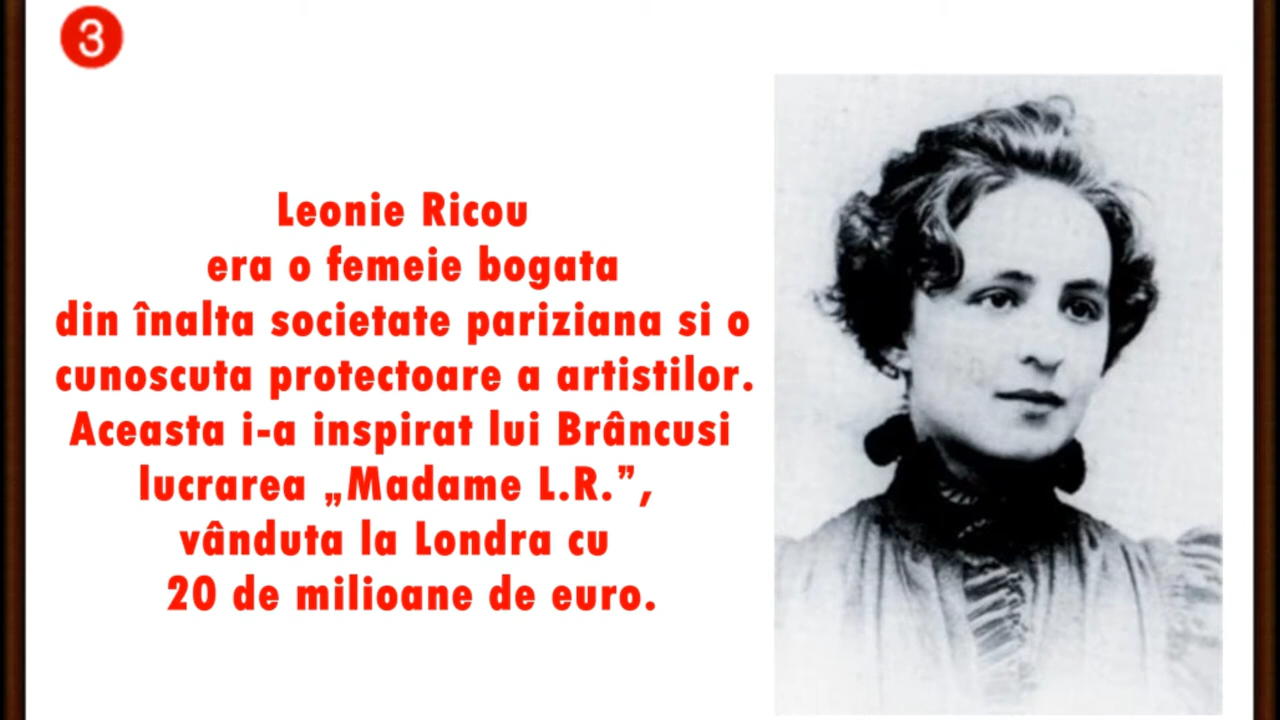 3
Leonie Ricou
era o femeie bogata
din înalta societate pariziana si o
cunoscuta protectoare a artistilor.
Aceasta i-a inspirat lui Brâncusi
lucrarea „Madame L.R.”,
vânduta la Londra cu
20 de milioane de euro.